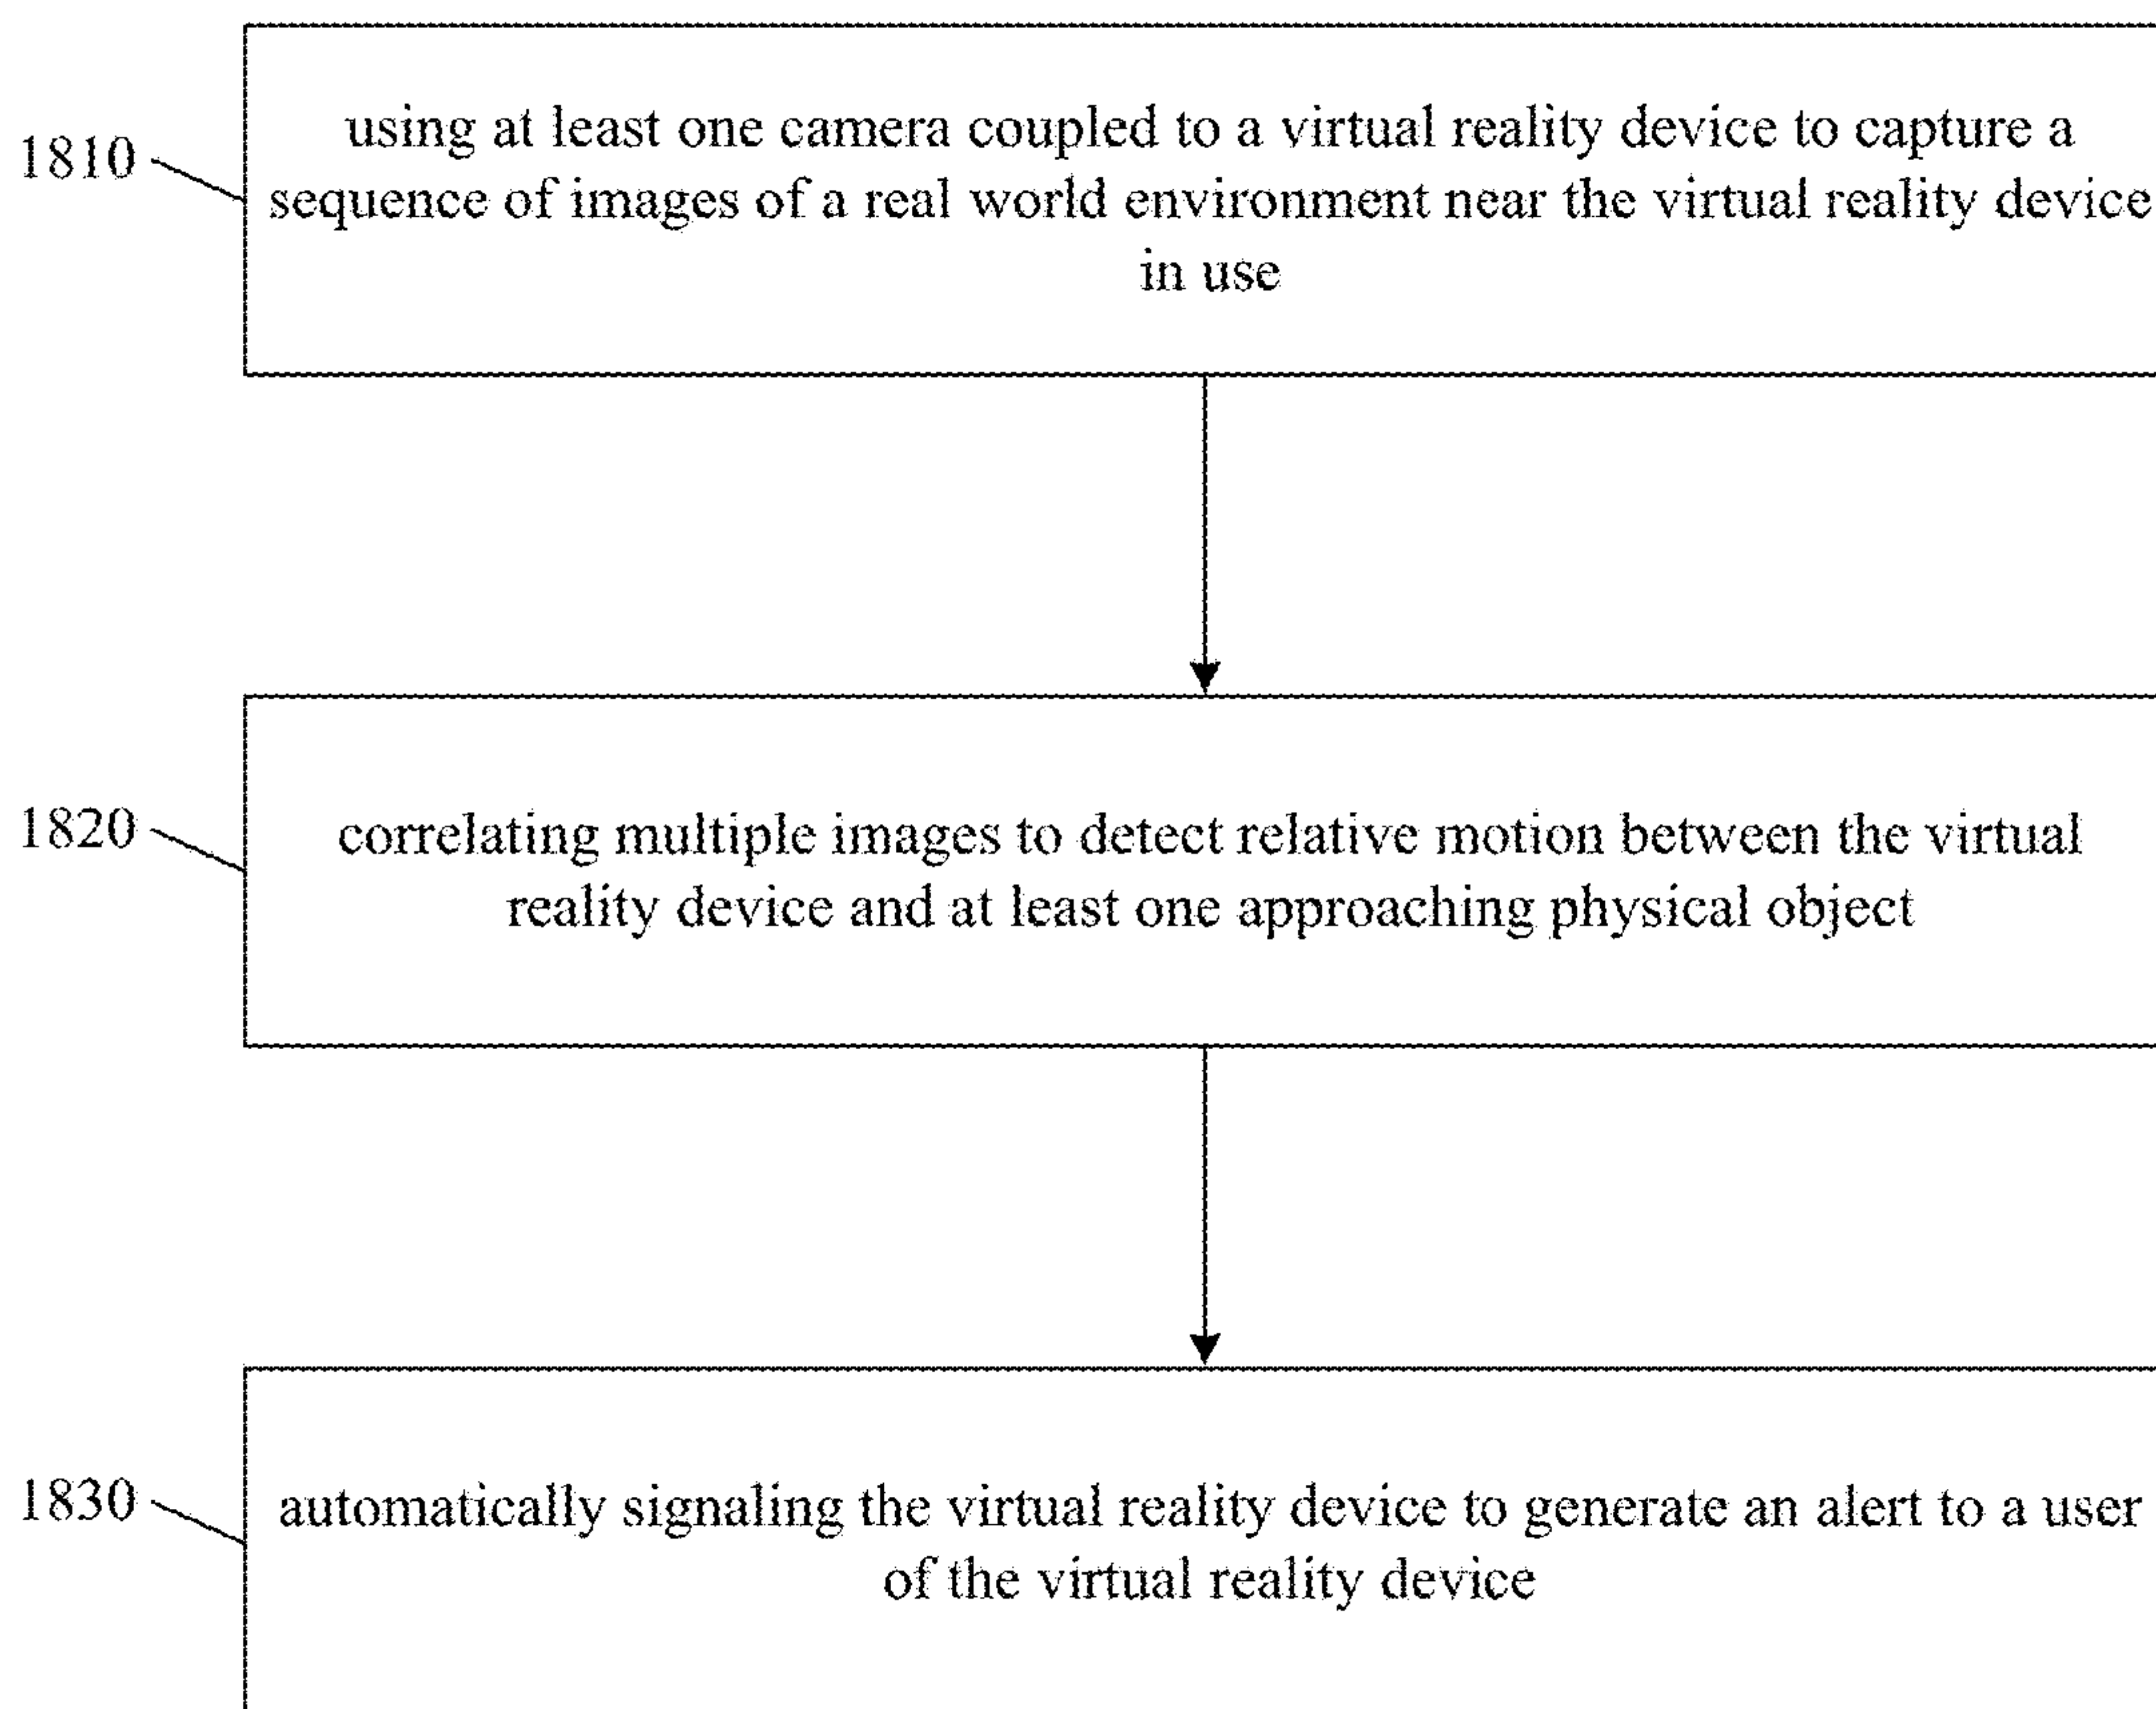 1810
using at least one camera coupled to a virtual reality device to capture a
sequence of images of a real world environment near the virtual reality device
in use
1820
correlating multiple images to detect relative motion between the virtual
reality device and at least one approaching physical object
1830
automatically signaling the virtual reality device to generate an alert to a user
of the virtual reality device